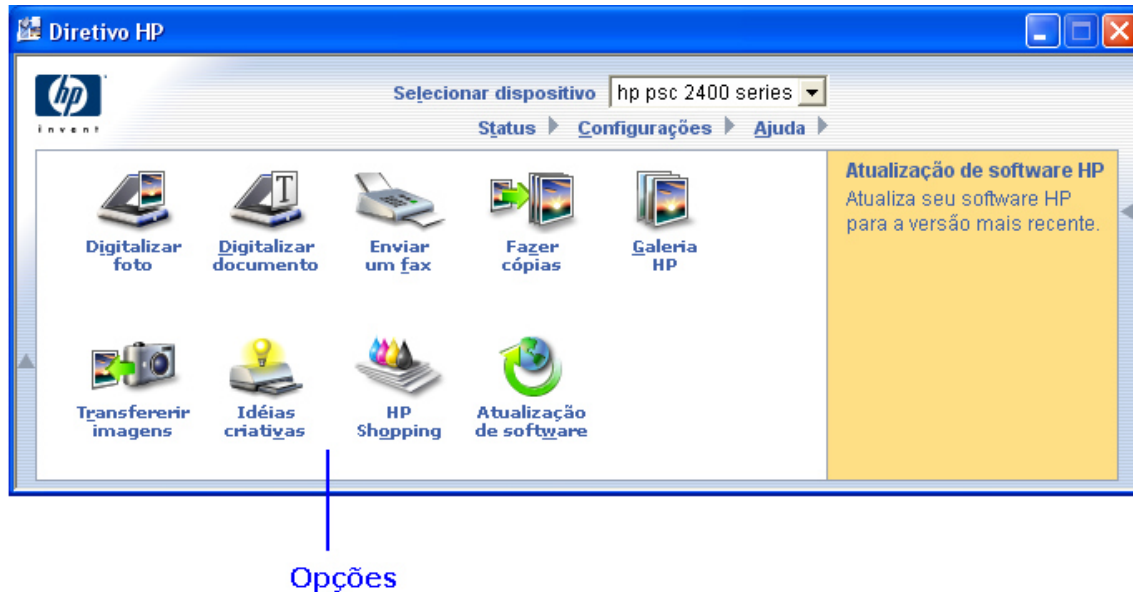 Diretivo HP
hp
invent
Selecionar dispositivo hp psc 2400 series
Status Configurações Ajuda
Atualização de software HP
Atualiza seu software HP
para a versão mais recente.
Digitalizar Digitalizar Enviar Fazer Galeria
foto documento um fax cópias HP
Transfererir Idéias HP Atualização
imagens criativas Shopping de software
Opções